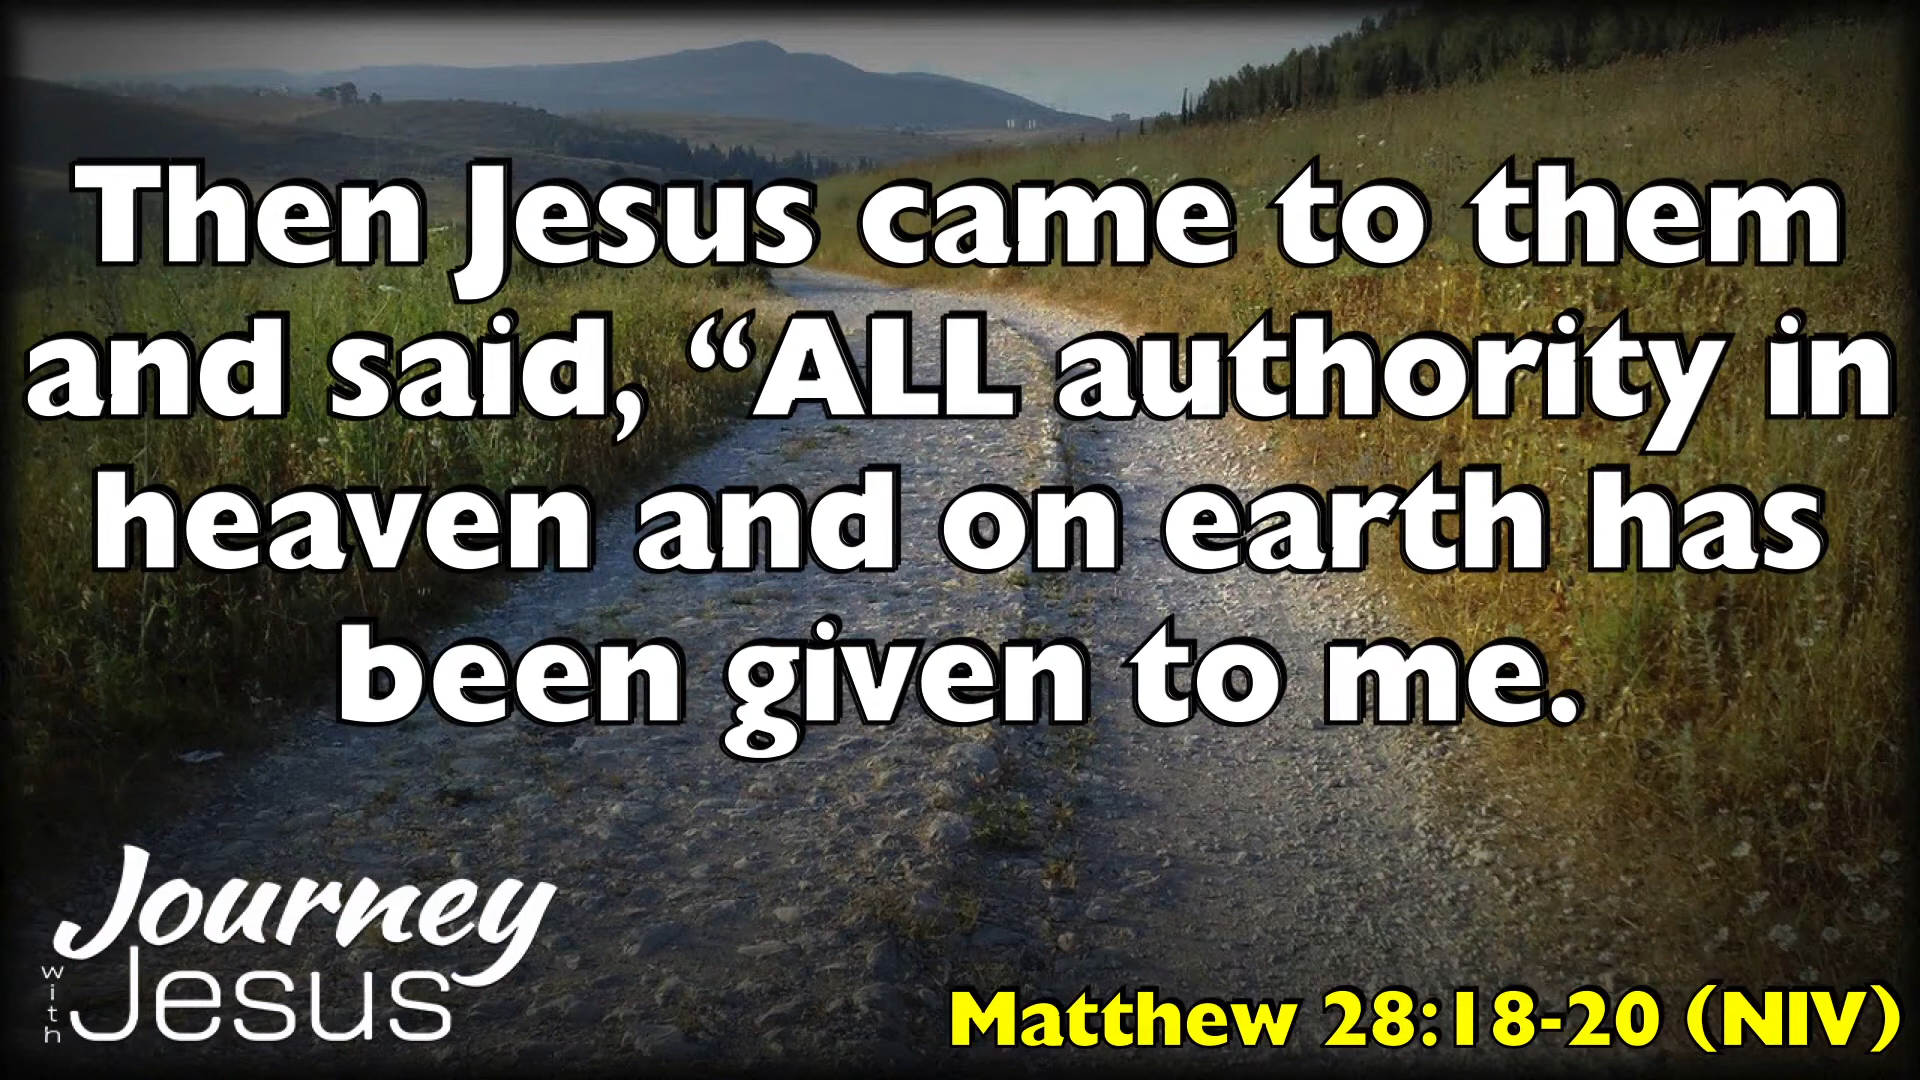 Then Jesus came to them
and said, “ALL authority in
heaven and on earth has
been given to me.
Journey
with
Jesus
Matthew 28:18-20 (NIV)